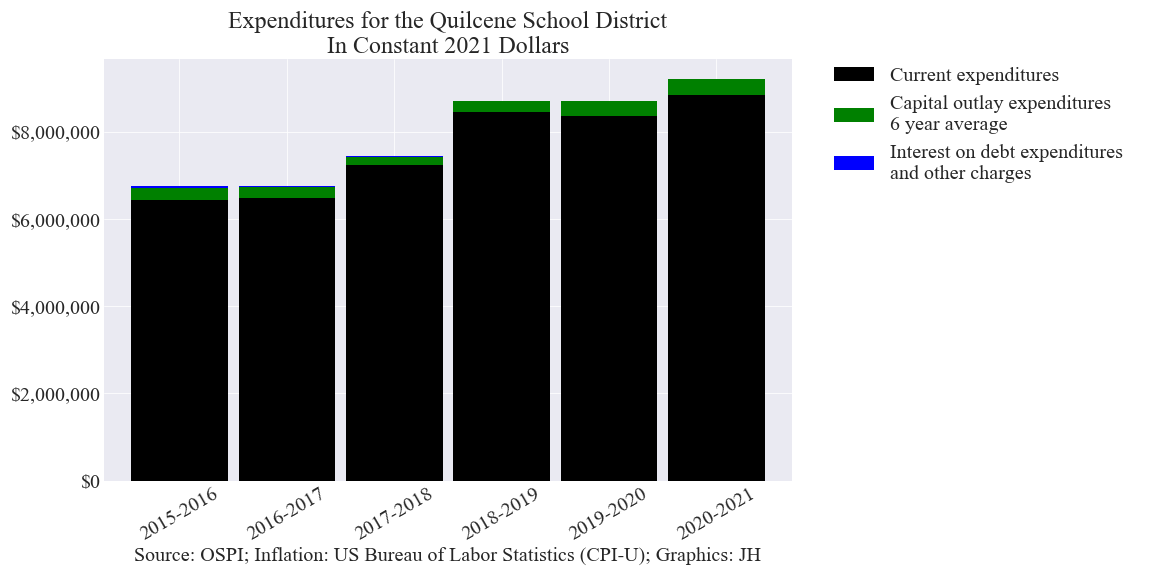 Expenditures for the Quilcene School District
In Constant 2021 Dollars
Current expenditures
Capital outlay expenditures
6 year average
Interest on debt expenditures
and other charges
$8,000,000
$6,000,000
$4,000,000
$2,000,000
$0
2015-2016
2016-2017
2017-2018
2018-2019
2019-2020
2020-2021
Source: OSPI; Inflation: US Bureau of Labor Statistics (CPI-U); Graphics: JH